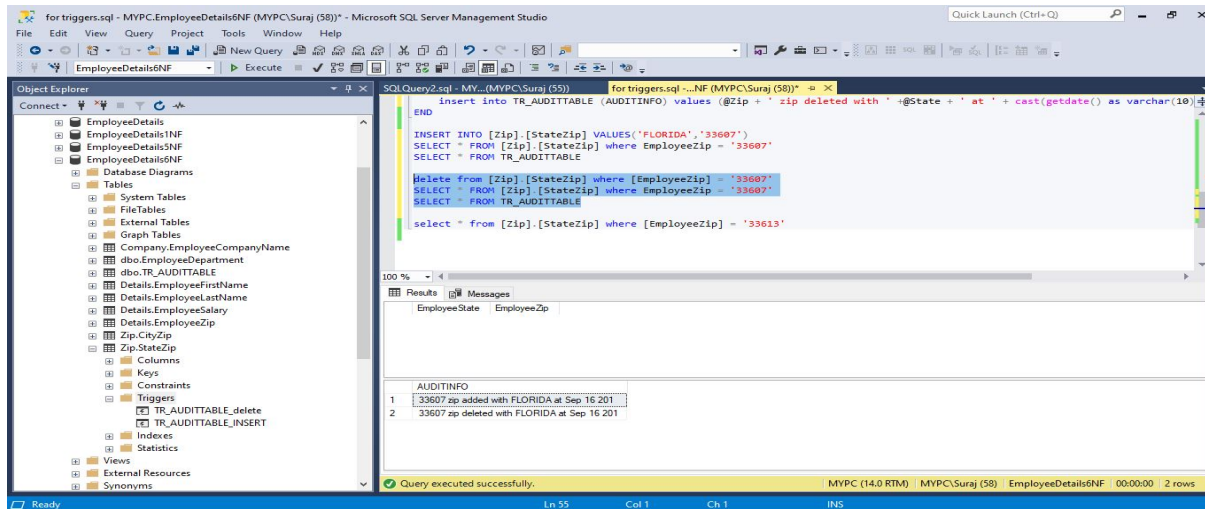 for triggers.sql - MYPC.EmployeeDetails6NF (MYPC\Suraj (58))* - Microsoft SQL Server Management Studio
Quick Launch (Ctrl+Q)
File Edit View Query Project Tools Window Help
New Query
EmployeeDetails6NF
Execute
Object Explorer
Connect
EmployeeDetails
EmployeeDetails1NF
EmployeeDetails5NF
EmployeeDetails6NF
Database Diagrams
Tables
System Tables
FileTables
External Tables
Graph Tables
Company.EmployeeCompanyName
dbo.EmployeeDepartment
dbo.TR_AUDITTABLE
Details.EmployeeFirstName
Details.EmployeeLastName
Details.EmployeeSalary
Details.EmployeeZip
Zip.CityZip
Zip.StateZip
Columns
Keys
Constraints
Triggers
TR_AUDITTABLE_delete
TR_AUDITTABLE_INSERT
Indexes
Statistics
Views
External Resources
Synonyms
SQLQuery2.sql - MY...(MYPC\Suraj (55))
for triggers.sql -...NF (MYPC\Suraj (58))*
insert into TR_AUDITTABLE (AUDITINFO) values (@Zip + ' zip deleted with ' +@State + ' at ' + cast(getdate() as varchar(10)
END
INSERT INTO [Zip].[StateZip] VALUES('FLORIDA','33607')
SELECT * FROM [Zip].[StateZip] where EmployeeZip = '33607'
SELECT * FROM TR_AUDITTABLE
delete from [Zip].[StateZip] where [EmployeeZip] = '33607'
SELECT * FROM [Zip].[StateZip] where EmployeeZip = '33607'
SELECT * FROM TR_AUDITTABLE
select * from [Zip].[StateZip] where [EmployeeZip] = '33613'
100 %
Results Messages
EmployeeState EmployeeZip
AUDITINFO
1 33607 zip added with FLORIDA at Sep 16 201
2 33607 zip deleted with FLORIDA at Sep 16 201
Query executed successfully.
MYPC (14.0 RTM) MYPC\Suraj (58) EmployeeDetails6NF 00:00:00 2 rows
Ready Ln 55 Col 1 Ch 1 INS